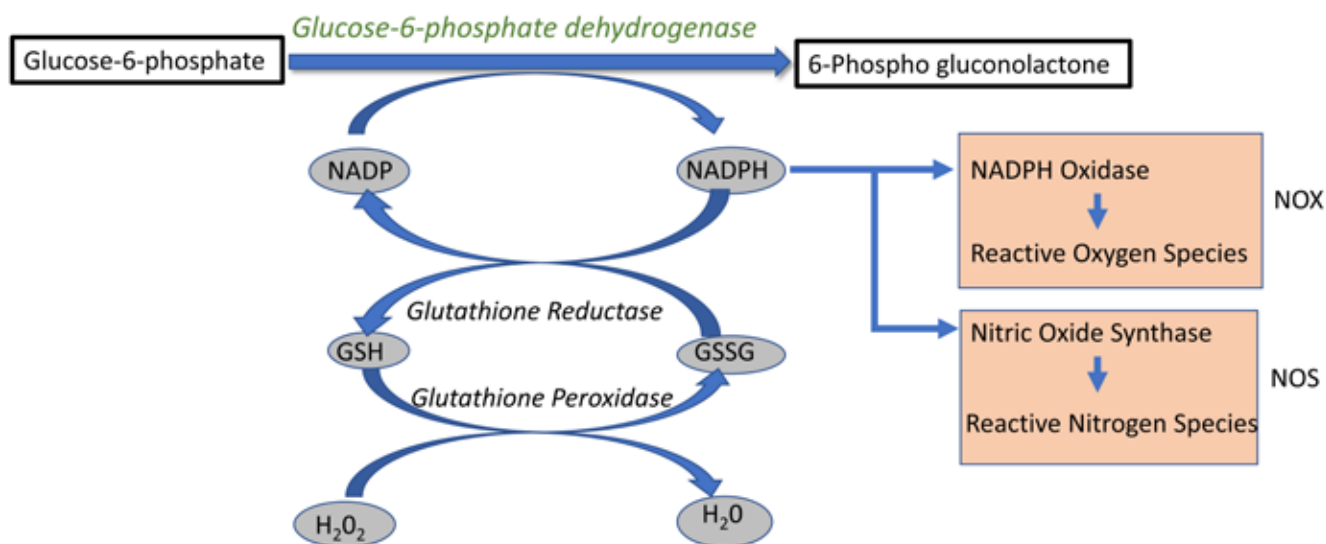 Glucose-6-phosphate dehydrogenase
Glucose-6-phosphate
6-Phospho gluconolactone
NADP
NADPH
NADPH Oxidase
NOX
Reactive Oxygen Species
Glutathione Reductase
GSH
GSSG
Nitric Oxide Synthase
NOS
Glutathione Peroxidase
Reactive Nitrogen Species
H₂0₂
H₂0